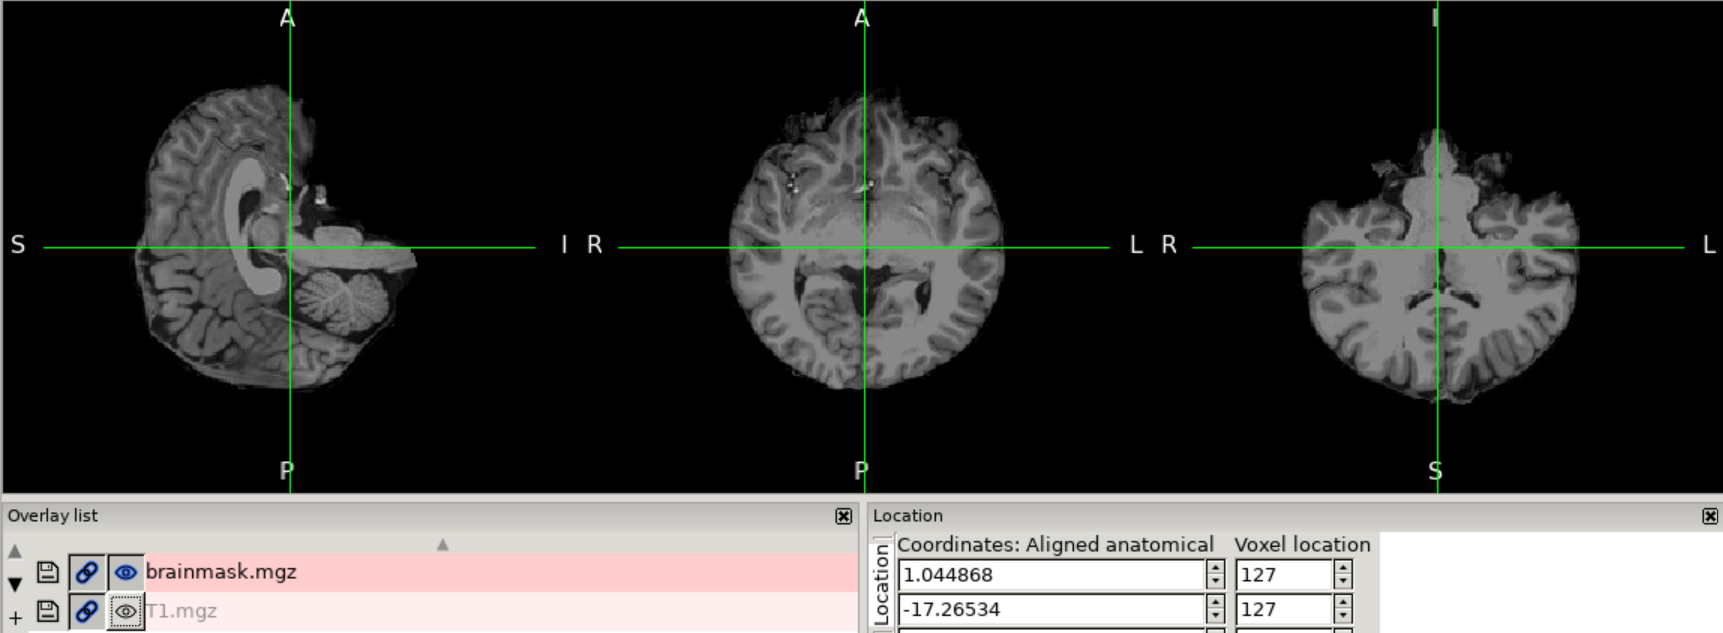 A A I
S I R L R L
P P S
Overlay list
Location
Coordinates: Aligned anatomical Voxel location
brainmask.mgz
1.044868 127
T1.mgz
-17.26534 127
Location